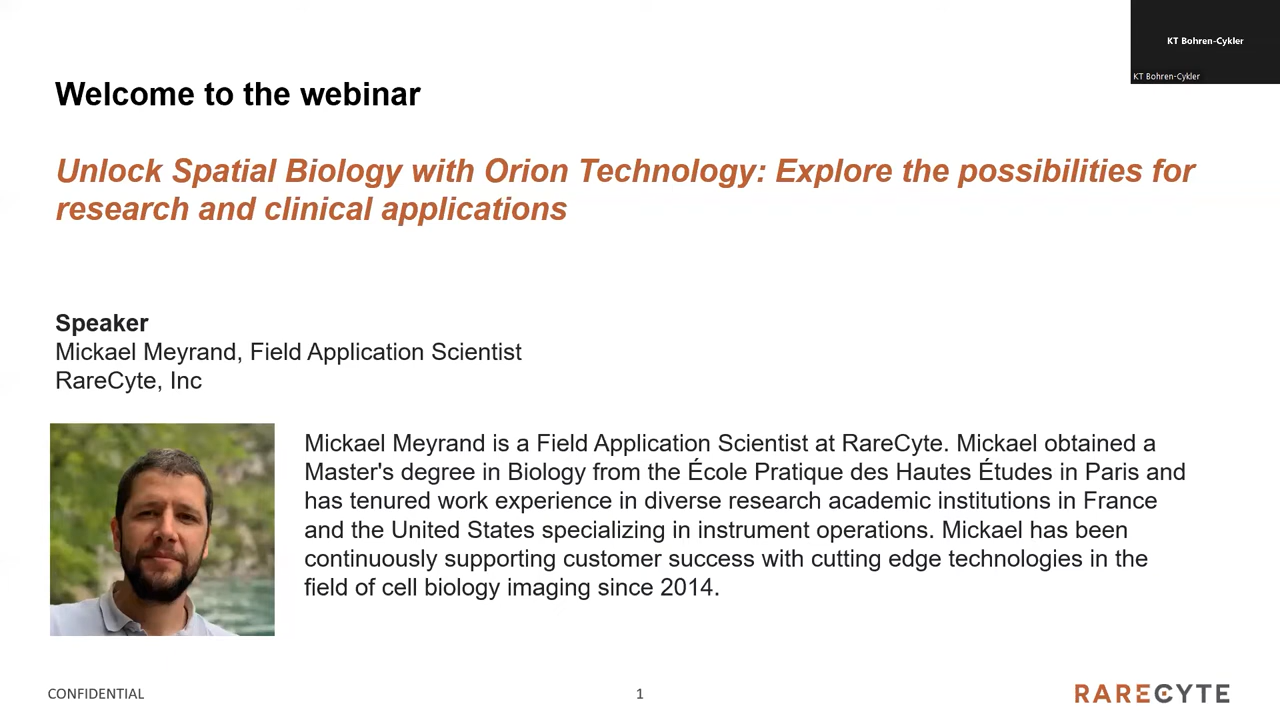 KT Bohren-Cykler
KT Bohren-Cykler
Welcome to the webinar
Unlock Spatial Biology with Orion Technology: Explore the possibilities for
research and clinical applications
Speaker
Mickael Meyrand, Field Application Scientist
RareCyte, Inc
Mickael Meyrand is a Field Application Scientist at RareCyte. Mickael obtained a
Master's degree in Biology from the École Pratique des Hautes Études in Paris and
has tenured work experience in diverse research academic institutions in France
and the United States specializing in instrument operations. Mickael has been
continuously supporting customer success with cutting edge technologies in the
field of cell biology imaging since 2014.
CONFIDENTIAL
1
RARECYTE